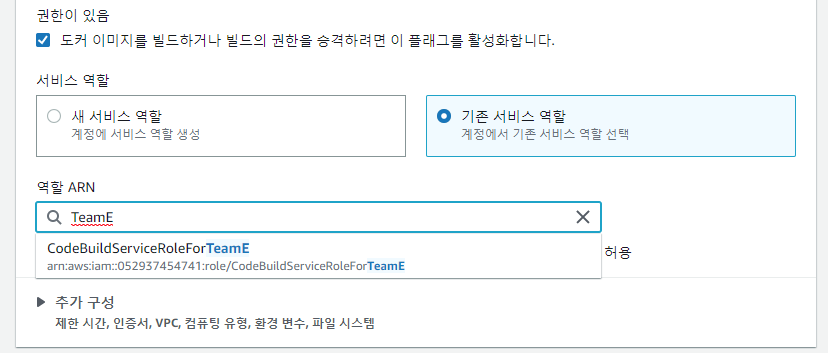 권한이 있음
도커 이미지를 빌드하거나 빌드의 권한을 승격하려면 이 플래그를 활성화합니다.
서비스 역할
새 서비스 역할
계정에 서비스 역할 생성
기존 서비스 역할
계정에서 기존 서비스 역할 선택
역할 ARN
TeamE
CodeBuildServiceRoleForTeamE
arn:aws:iam::052937454741:role/CodeBuildServiceRoleForTeamE
허용
추가 구성
제한 시간, 인증서, VPC, 컴퓨팅 유형, 환경 변수, 파일 시스템